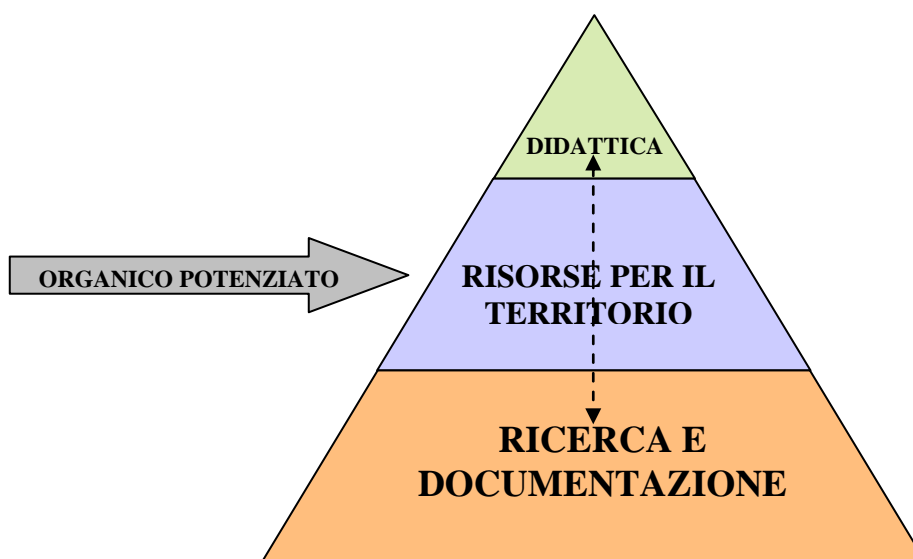 DIDATTICA
ORGANICO POTENZIATO
RISORSE PER IL
TERRITORIO
RICERCA E
DOCUMENTAZIONE